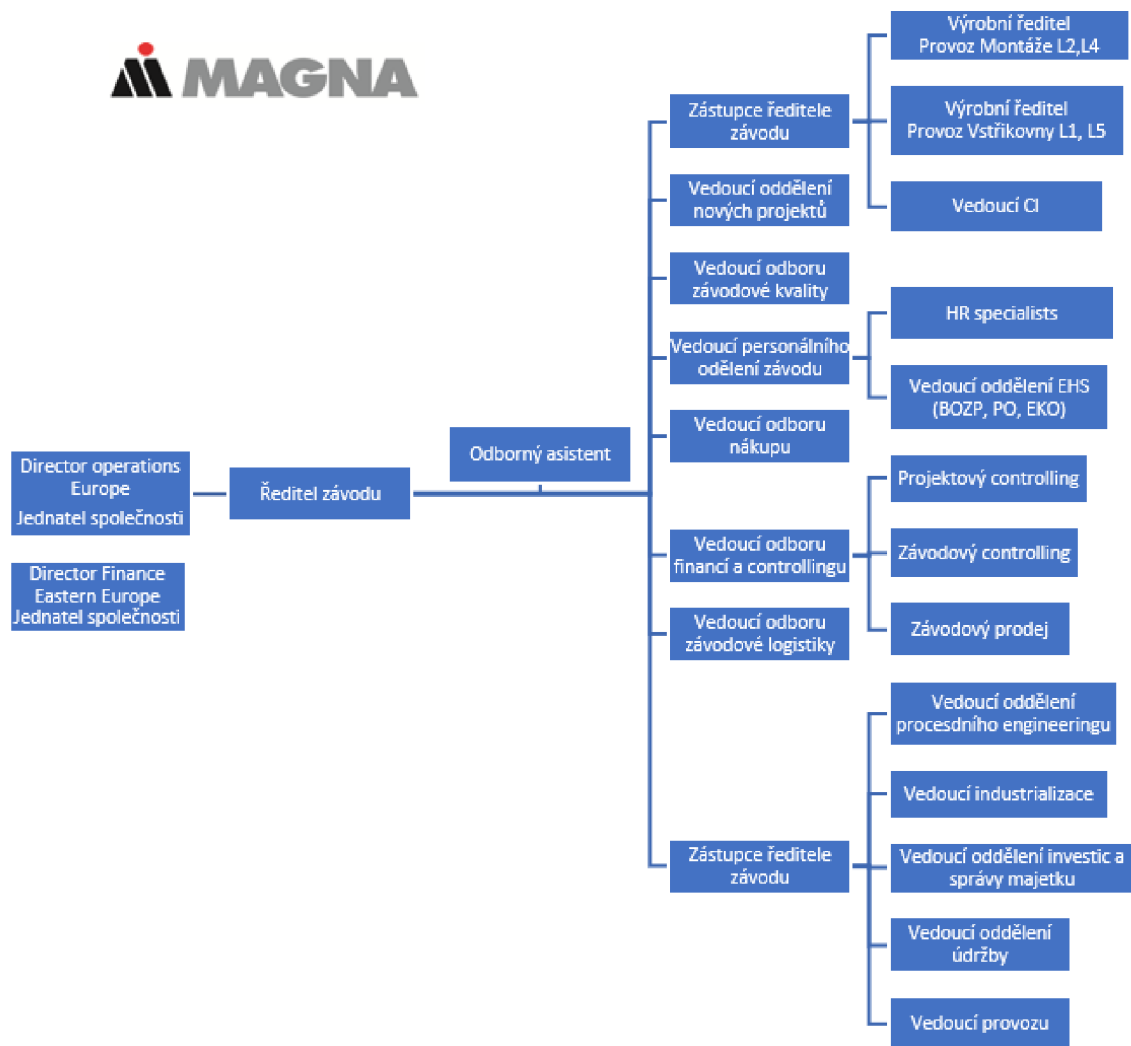 MAGNA
Director operations
Europe
Jednatel společnosti
Director Finance
Eastern Europe
Jednatel společnosti
Ředitel závodu
Odborný asistent
Zástupce ředitele
závodu
Výrobní ředitel
Provoz Montáže L2,L4
Výrobní ředitel
Provoz Vstřikovny L1, L5
Vedoucí CI
Vedoucí oddělení
nových projektů
Vedoucí odboru
závodové kvality
Vedoucí personálního
odělení závodu
HR specialists
Vedoucí oddělení EHS
(BOZP, PO, EKO)
Vedoucí odboru
nákupu
Vedoucí odboru
financí a controllingu
Projektový controlling
Závodový controlling
Závodový prodej
Vedoucí odboru
závodové logistiky
Zástupce ředitele
závodu
Vedoucí oddělení
procesdního engineeringu
Vedoucí industrializace
Vedoucí oddělení investic a
správy majetku
Vedoucí oddělení
údržby
Vedoucí provozu